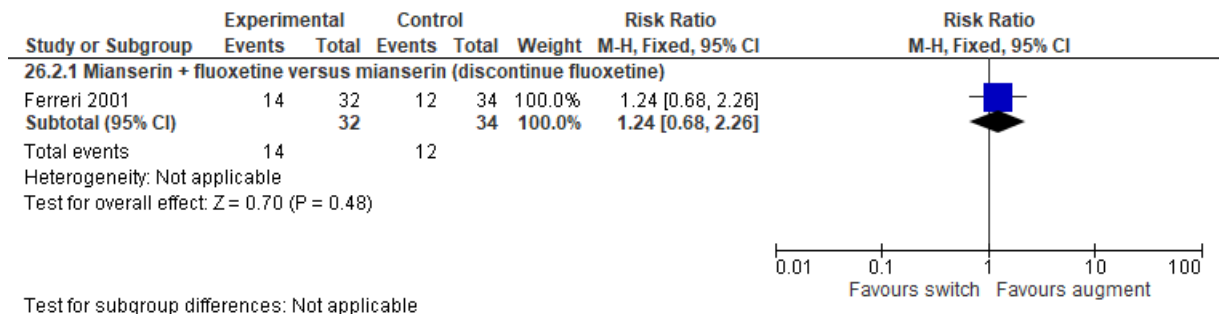 Experimental Control Risk Ratio Risk Ratio
Study or Subgroup Events Total Events Total Weight M-H, Fixed, 95% CI M-H, Fixed, 95% CI
26.2.1 Mianserin + fluoxetine versus mianserin (discontinue fluoxetine)
Ferreri 2001 14 32 12 34 100.0% 1.24 [0.68, 2.26]
Subtotal (95% CI) 32 34 100.0% 1.24 [0.68, 2.26]
Total events 14 12
Heterogeneity: Not applicable
Test for overall effect: Z = 0.70 (P = 0.48)
0.01 0.1 1 10 100
Favours switch Favours augment
Test for subgroup differences: Not applicable